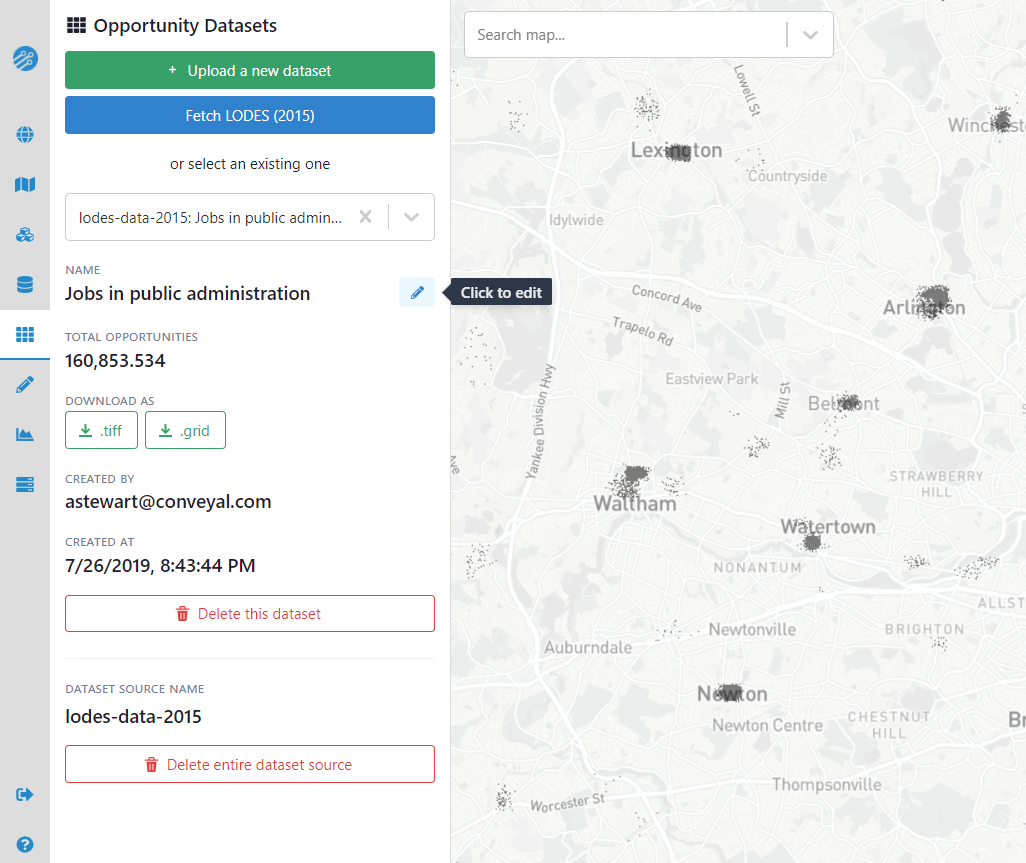 Opportunity Datasets
+ Upload a new dataset
Fetch LODES (2015)
or select an existing one
lodes-data-2015: Jobs in public admin...
NAME
Jobs in public administration
Click to edit
TOTAL OPPORTUNITIES
160,853.534
DOWNLOAD AS
.tiff
.grid
CREATED BY
astewart@conveyal.com
CREATED AT
7/26/2019, 8:43:44 PM
Delete this dataset
DATASET SOURCE NAME
lodes-data-2015
Delete entire dataset source
Search map...
Lowell St
Winchest
Lexington
Countryside
Idylwide
Concord Ave
Arlington
Trapelo Rd
Eastview Park
Mill St
Belmont
Yankee Division Hwy
Ave
STRAWBERRY
HILL
Waltham
Watertown
NONANTUM
ALLST
Newtonville
BRIGHTON
Auburndale
Newton
Newton Centre
CHESTNUT
HILL
Br
Thompsonville
Worcester St